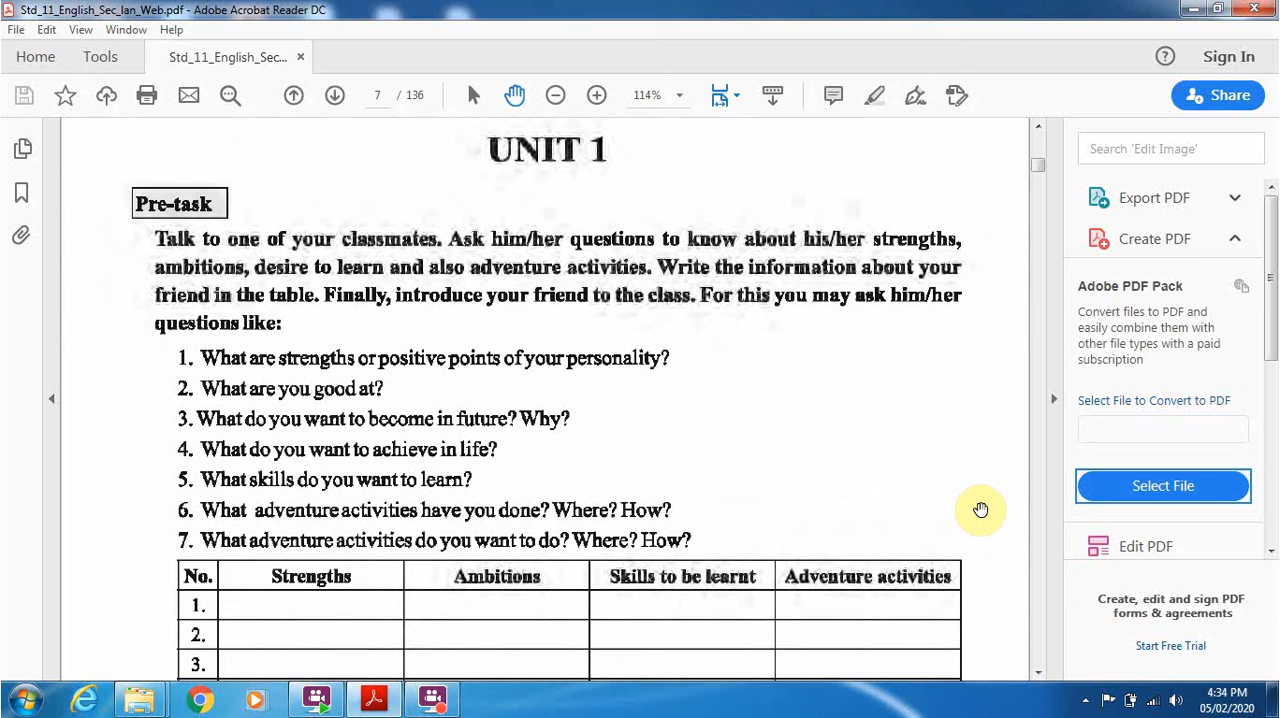 Std_11_English_Sec_lan_Web.pdf - Adobe Acrobat Reader DC
File Edit View Window Help
Home Tools Std_11_English_Sec... × Sign In
7 / 136 114% Share
UNIT 1
Pre-task
Talk to one of your classmates. Ask him/her questions to know about his/her strengths,
ambitions, desire to learn and also adventure activities. Write the information about your
friend in the table. Finally, introduce your friend to the class. For this you may ask him/her
questions like:
1. What are strengths or positive points of your personality?
2. What are you good at?
3. What do you want to become in future? Why?
4. What do you want to achieve in life?
5. What skills do you want to learn?
6. What adventure activities have you done? Where? How?
7. What adventure activities do you want to do? Where? How?
No. Strengths Ambitions Skills to be learnt Adventure activities
1.
2.
3.
Search 'Edit Image'
Export PDF
Create PDF
Adobe PDF Pack
Convert files to PDF and
easily combine them with
other file types with a paid
subscription
Select File to Convert to PDF
Select File
Edit PDF
Create, edit and sign PDF
forms & agreements
Start Free Trial
4:34 PM
05/02/2020